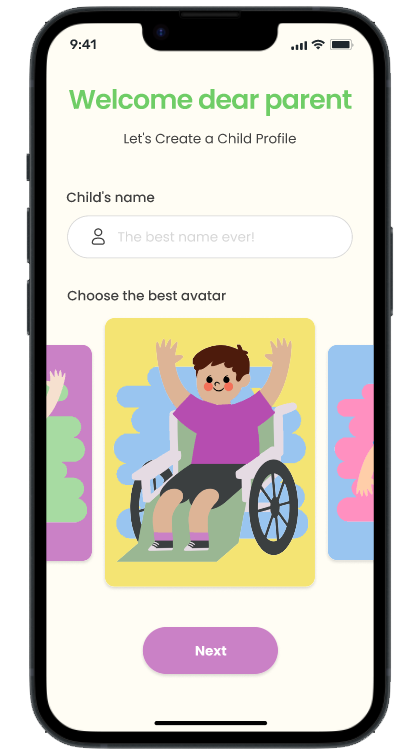 9:41
Welcome dear parent
Let's Create a Child Profile
Child's name
The best name ever!
Choose the best avatar
Next